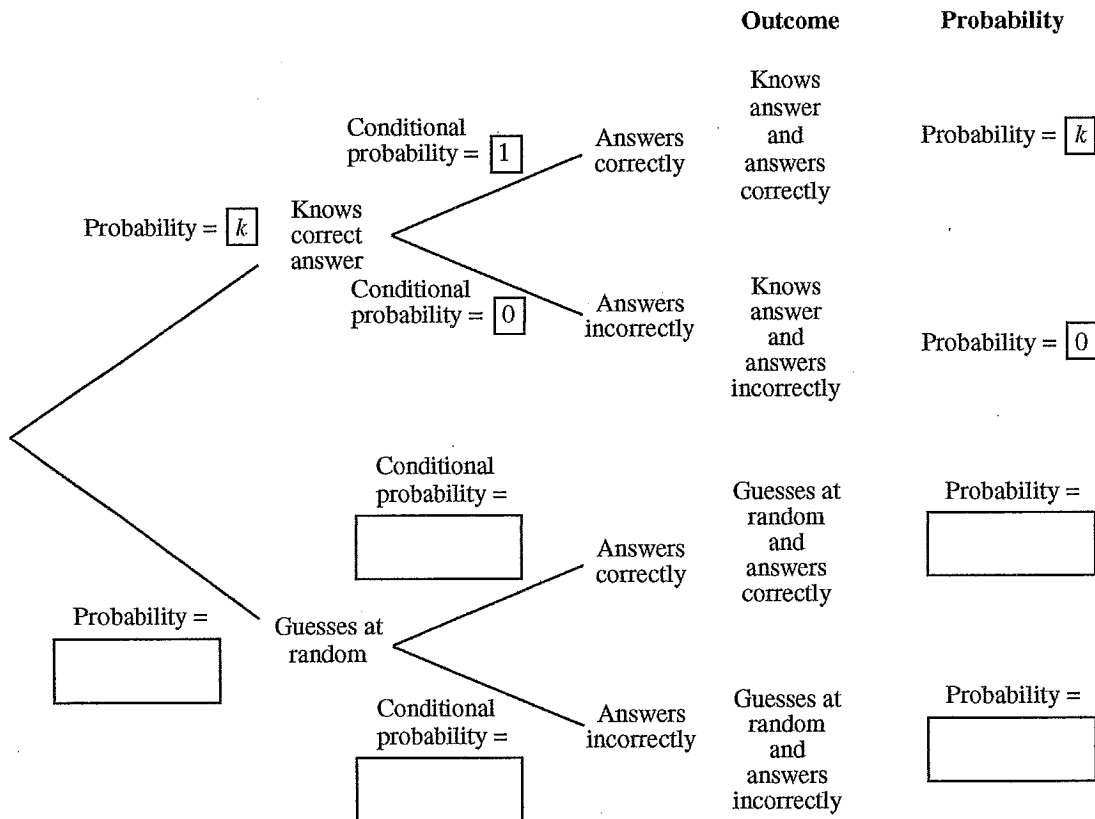 Outcome
Probability
Knows
answer
and
answers
correctly
Probability = k
Conditional
probability = 1
Answers
correctly
Probability = k
Knows
correct
answer
Conditional
probability = 0
Answers
incorrectly
Knows
answer
and
answers
incorrectly
Probability = 0
Conditional
probability =
Answers
correctly
Guesses at
random
and
answers
correctly
Probability =
Probability =
Guesses at
random
Conditional
probability =
Answers
incorrectly
Guesses at
random
and
answers
incorrectly
Probability =